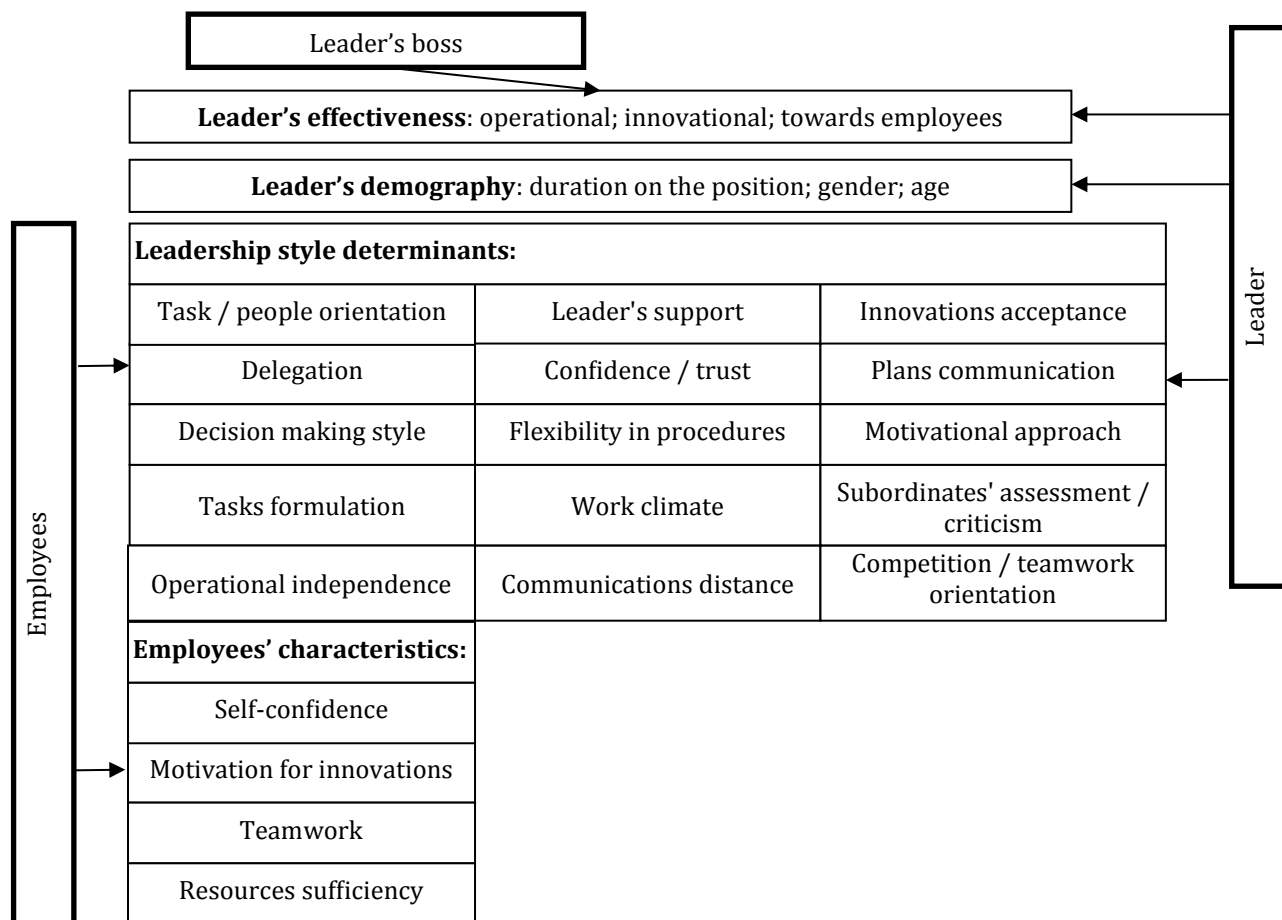 Leader’s boss
Leader’s effectiveness: operational; innovational; towards employees
Leader’s demography: duration on the position; gender; age
Leader
Employees
Leadership style determinants:
Task / people orientation
Leader's support
Innovations acceptance
Delegation
Confidence / trust
Plans communication
Decision making style
Flexibility in procedures
Motivational approach
Tasks formulation
Work climate
Subordinates' assessment /
criticism
Operational independence
Communications distance
Competition / teamwork
orientation
Employees’ characteristics:
Self-confidence
Motivation for innovations
Teamwork
Resources sufficiency